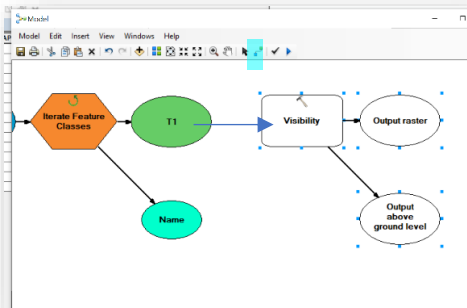 Model
Model Edit Insert View Windows Help
Iterate Feature
Classes
T1
Visibility
Output raster
Name
Output
above
ground level